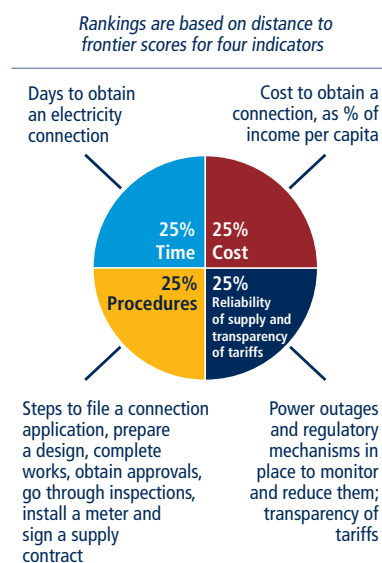 Rankings are based on distance to
frontier scores for four indicators
Days to obtain
an electricity
connection
Cost to obtain a
connection, as % of
income per capita
25%
Time
25%
Cost
25%
Procedures
25%
Reliability
of supply and
transparency
of tariffs
Steps to file a connection
application, prepare
a design, complete
works, obtain approvals,
go through inspections,
install a meter and
sign a supply
contract
Power outages
and regulatory
mechanisms in
place to monitor
and reduce them;
transparency of
tariffs